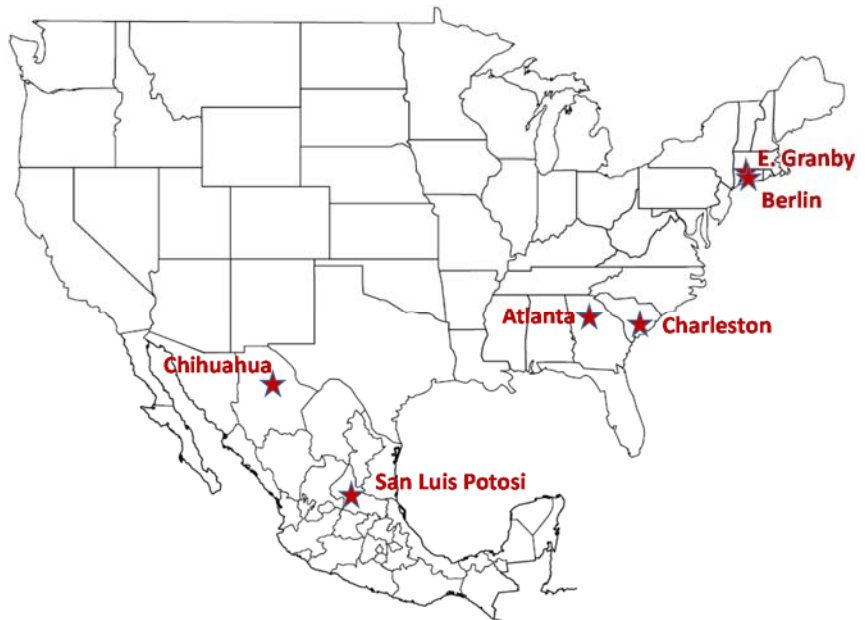 E. Granby
Berlin
Atlanta
Charleston
Chihuahua
San Luis Potosi